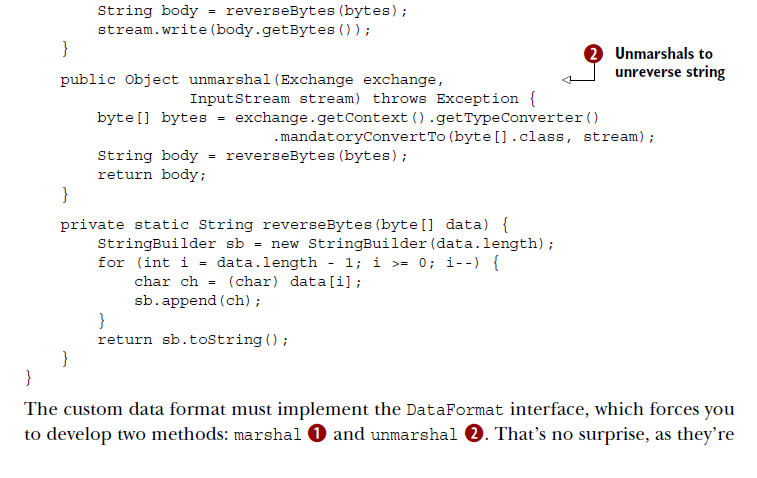 String body = reverseBytes(bytes);
stream.write(body.getBytes());
}
❷ Unmarshals to
unreverse string
public Object unmarshal(Exchange exchange,
InputStream stream) throws Exception {
byte[] bytes = exchange.getContext().getTypeConverter()
.mandatoryConvertTo(byte[].class, stream);
String body = reverseBytes(bytes);
return body;
}
private static String reverseBytes(byte[] data) {
StringBuilder sb = new StringBuilder(data.length);
for (int i = data.length - 1; i >= 0; i--) {
char ch = (char) data[i];
sb.append(ch);
}
return sb.toString();
}
}
The custom data format must implement the DataFormat interface, which forces you
to develop two methods: marshal ❶ and unmarshal ❷. That’s no surprise, as they’re